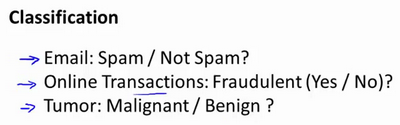 Classification
Email: Spam / Not Spam?
Online Transactions: Fraudulent (Yes / No)?
Tumor: Malignant / Benign ?